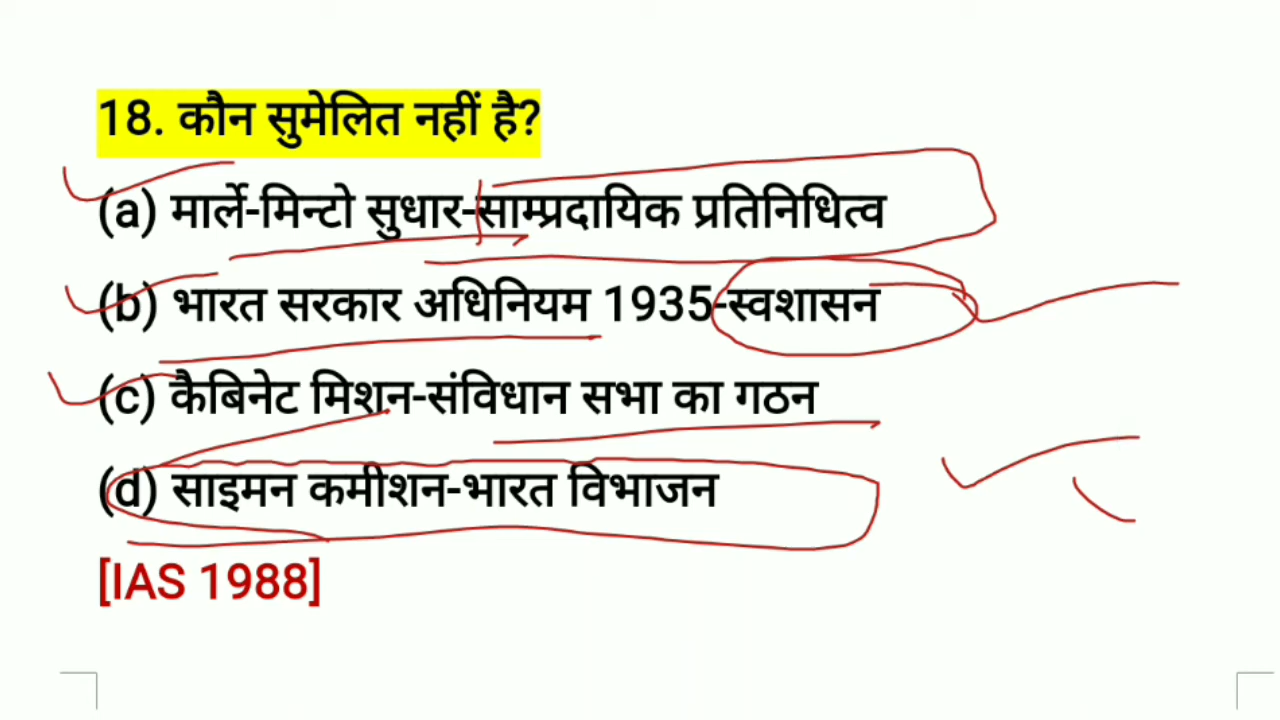 18. कौन सुमेलित नहीं है?
(a) मार्ले-मिन्टो सुधार-साम्प्रदायिक प्रतिनिधित्व
(b) भारत सरकार अधिनियम 1935-स्वशासन
(c) कैबिनेट मिशन-संविधान सभा का गठन
(d) साइमन कमीशन-भारत विभाजन
[IAS 1988]